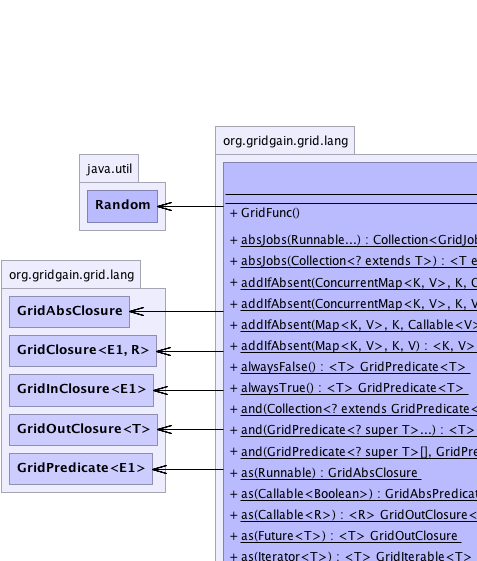 org.gridgain.grid.lang
java.util
Random
+ GridFunc()
+ absJobs(Runnable...) : Collection<GridJob
+ absJobs(Collection<? extends T>) : <T e
+ addIfAbsent(ConcurrentMap<K, V>, K, C
+ addIfAbsent(ConcurrentMap<K, V>, K, V
+ addIfAbsent(Map<K, V>, K, Callable<V>
+ addIfAbsent(Map<K, V>, K, V) : <K, V>
+ alwaysFalse() : <T> GridPredicate<T>
+ alwaysTrue() : <T> GridPredicate<T>
+ and(Collection<? extends GridPredicate<
+ and(GridPredicate<? super T>...) : <T>
+ and(GridPredicate<? super T>[], GridPre
+ as(Runnable) : GridAbsClosure
+ as(Callable<Boolean>) : GridAbsPredicat
+ as(Callable<R>) : <R> GridOutClosure<
+ as(Future<T>) : <T> GridOutClosure
+ as(Iterator<T>) : <T> GridIterable<T>
org.gridgain.grid.lang
GridAbsClosure
GridClosure<E1, R>
GridInClosure<E1>
GridOutClosure<T>
GridPredicate<E1>